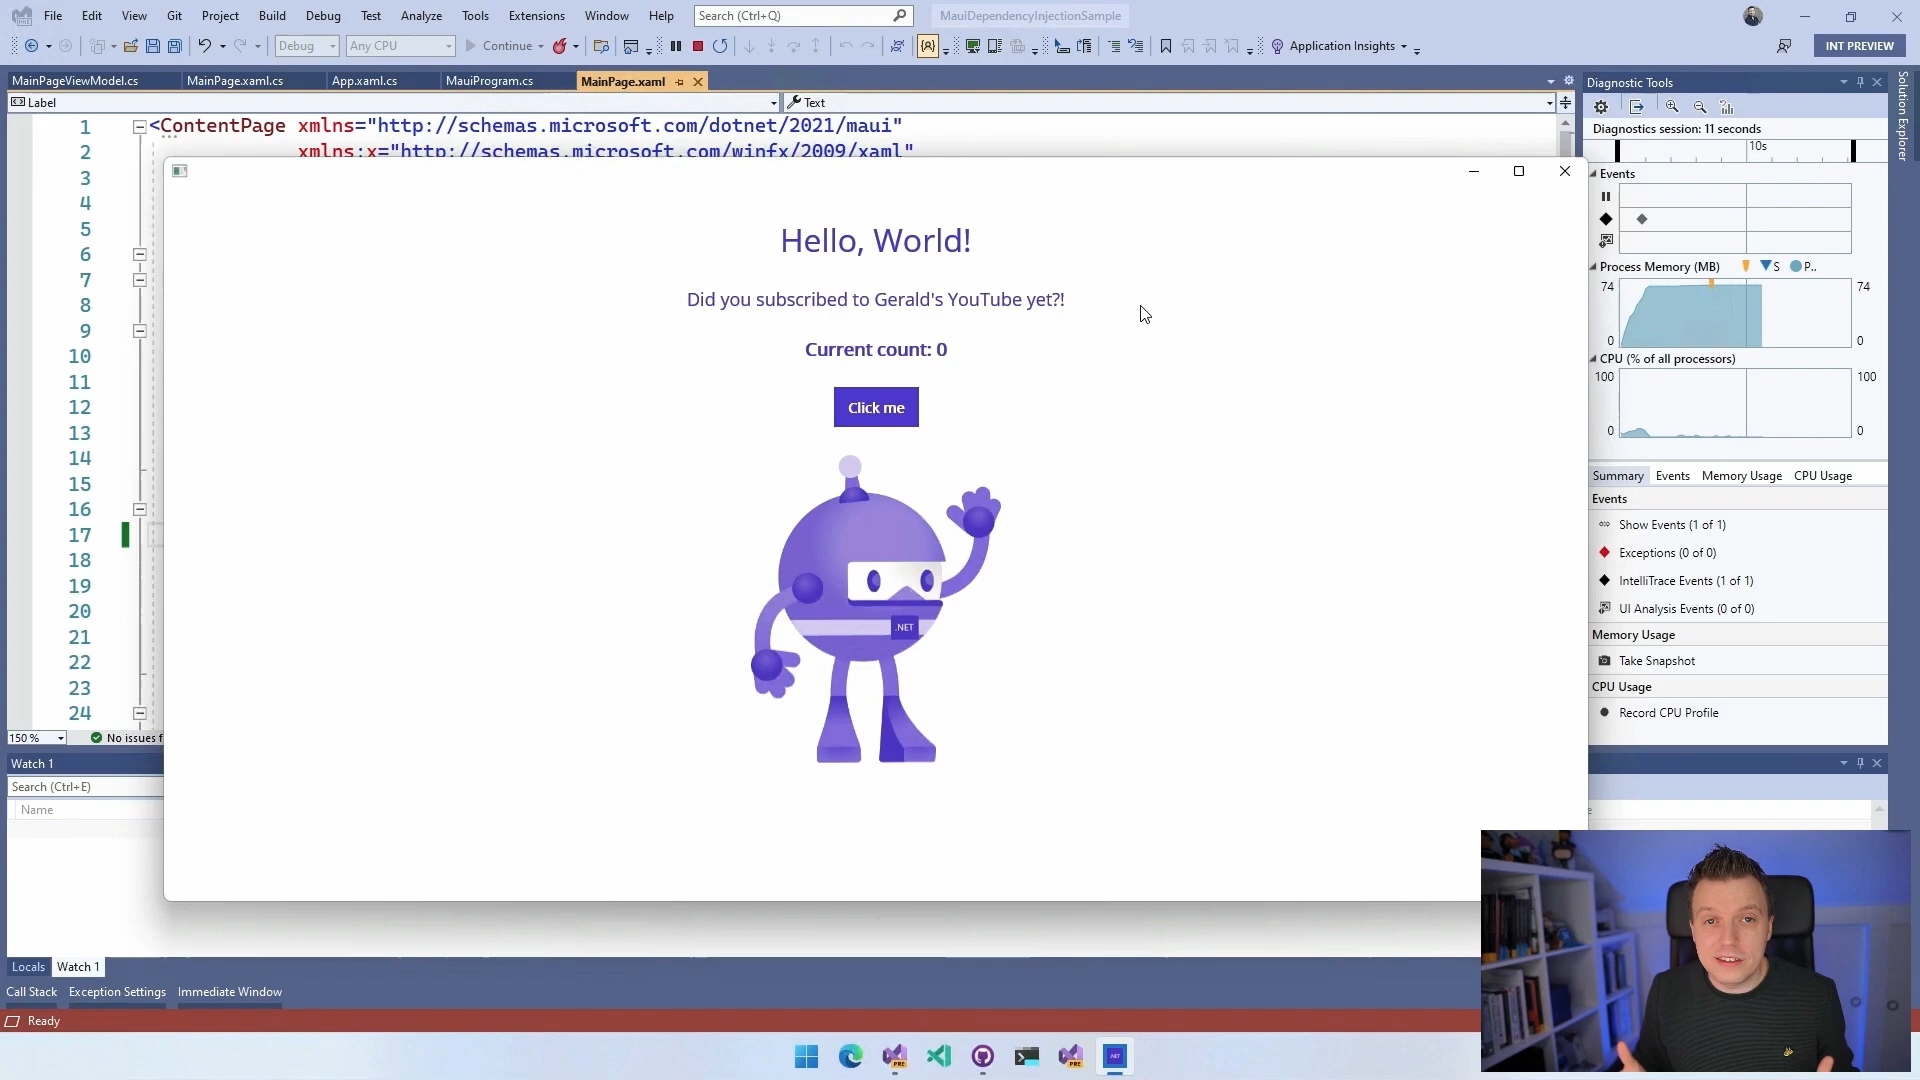 File Edit View Git Project Build Debug Test Analyze Tools Extensions Window Help Search (Ctrl+Q) MauiDependencyInjectionSample
Debug Any CPU Continue Application Insights INT PREVIEW
MainPageViewModel.cs MainPage.xaml.cs App.xaml.cs MauiProgram.cs MainPage.xaml
Label Text
1 <ContentPage xmlns="http://schemas.microsoft.com/dotnet/2021/maui"
2 xmlns:x="http://schemas.microsoft.com/winfx/2009/xaml"
3
4
5
6
7
8
9
10
11
12
13
14
15
16
17
18
19
20
21
22
23
24
150 % No issues f
Hello, World!
Did you subscribed to Gerald's YouTube yet?!
Current count: 0
Click me
.NET
Diagnostic Tools
Diagnostics session: 11 seconds
10s
Events
Process Memory (MB) S P..
74 74
0 0
CPU (% of all processors)
100 100
0 0
Summary Events Memory Usage CPU Usage
Events
Show Events (1 of 1)
Exceptions (0 of 0)
IntelliTrace Events (1 of 1)
UI Analysis Events (0 of 0)
Memory Usage
Take Snapshot
CPU Usage
Record CPU Profile
Solution Explorer
Watch 1
Search (Ctrl+E)
Name
Locals Watch 1
Call Stack Exception Settings Immediate Window
Ready